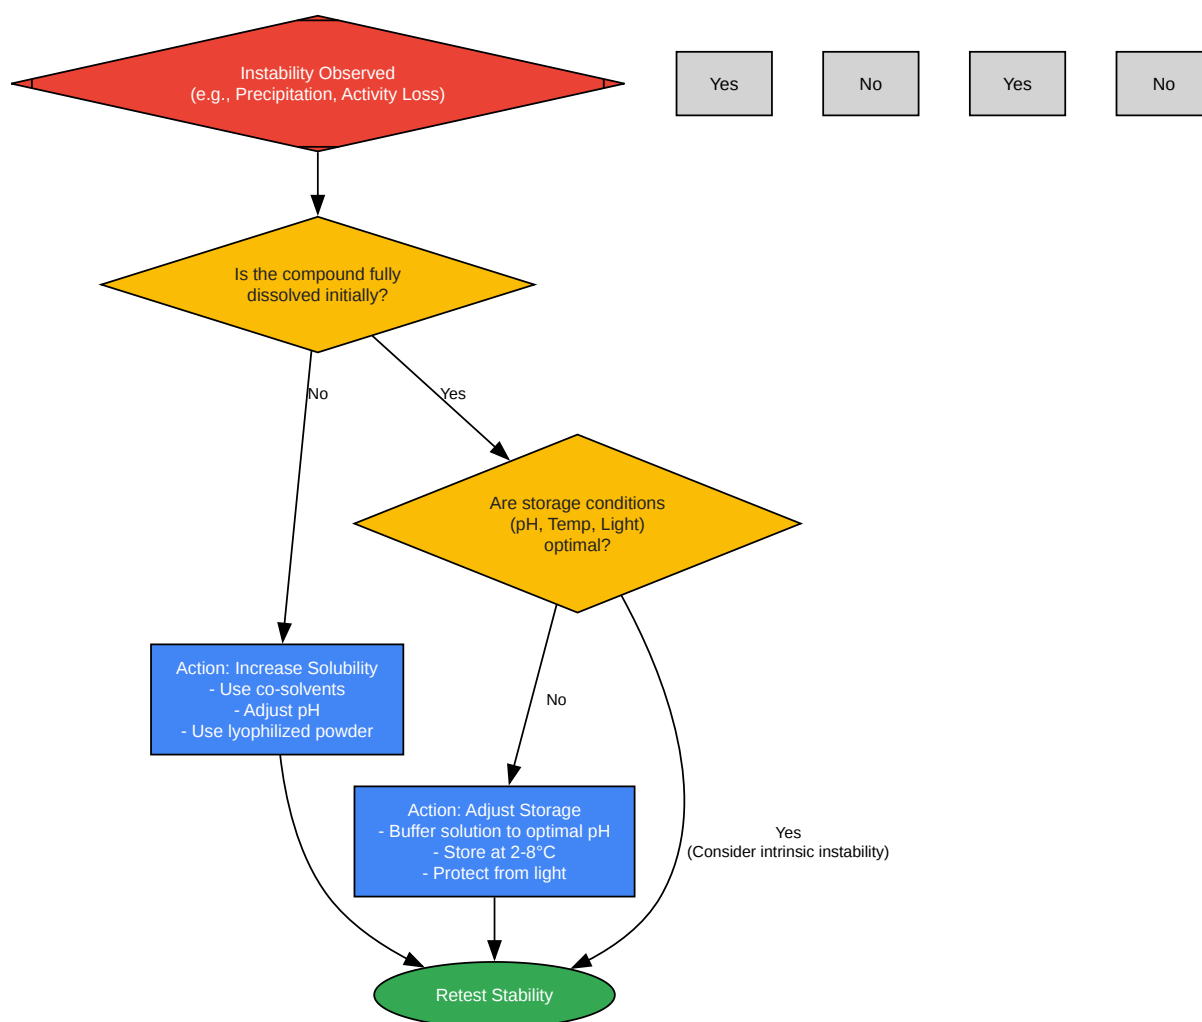 Instability Observed
(e.g., Precipitation, Activity Loss)
Yes
No
Yes
No
Is the compound fully
dissolved initially?
No
Yes
Are storage conditions
(pH, Temp, Light)
optimal?
Action: Increase Solubility
- Use co-solvents
- Adjust pH
- Use lyophilized powder
No
Action: Adjust Storage
- Buffer solution to optimal pH
- Store at 2-8°C
- Protect from light
Yes
(Consider intrinsic instability)
Retest Stability